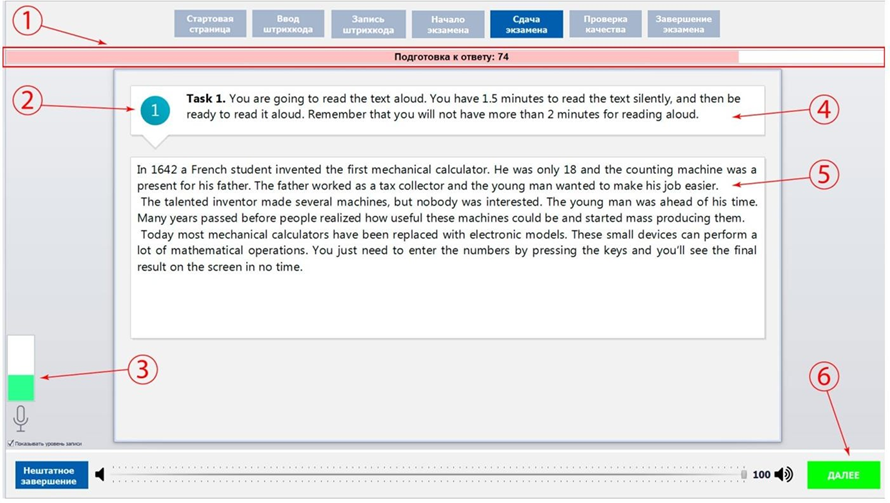 1
Стартовая
страница
Ввод
штрихкода
Запись
штрихкода
Начало
экзамена
Сдача
экзамена
Проверка
качества
Завершение
экзамена
Подготовка к ответу: 74
2
1
Task 1. You are going to read the text aloud. You have 1.5 minutes to read the text silently, and then be
ready to read it aloud. Remember that you will not have more than 2 minutes for reading aloud.
4
In 1642 a French student invented the first mechanical calculator. He was only 18 and the counting machine was a
present for his father. The father worked as a tax collector and the young man wanted to make his job easier.
The talented inventor made several machines, but nobody was interested. The young man was ahead of his time.
Many years passed before people realized how useful these machines could be and started mass producing them.
Today most mechanical calculators have been replaced with electronic models. These small devices can perform a
lot of mathematical operations. You just need to enter the numbers by pressing the keys and you'll see the final
result on the screen in no time.
5
3
6
Показывать уровень записи
Нештатное
завершение
100
ДАЛЕЕ